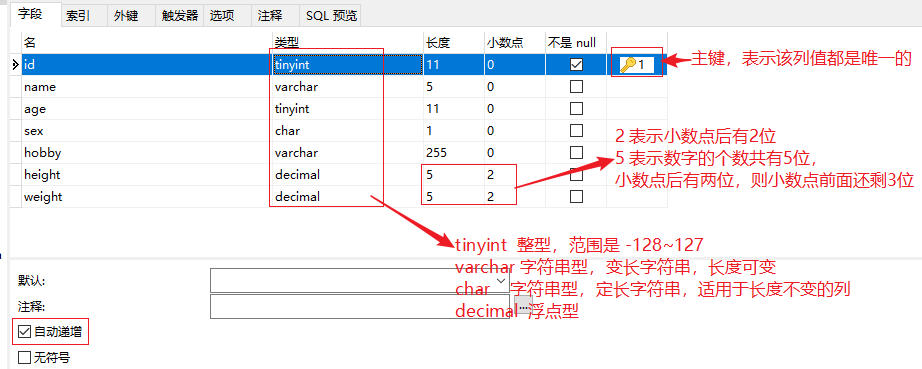 字段 索引 外键 触发器 选项 注释 SQL 预览
名 类型 长度 小数点 不是 null
id tinyint 11 0 1
主键，表示该列值都是唯一的
name varchar 5 0
age tinyint 11 0
sex char 1 0
hobby varchar 255 0
height decimal 5 2
weight decimal 5 2
2 表示小数点后有2位
5 表示数字的个数共有5位，
小数点后有两位，则小数点前面还剩3位
tinyint 整型，范围是 -128~127
varchar 字符串型，变长字符串，长度可变
char 字符串型，定长字符串，适用于长度不变的列
decimal 浮点型
默认:
注释:
...
自动递增
无符号